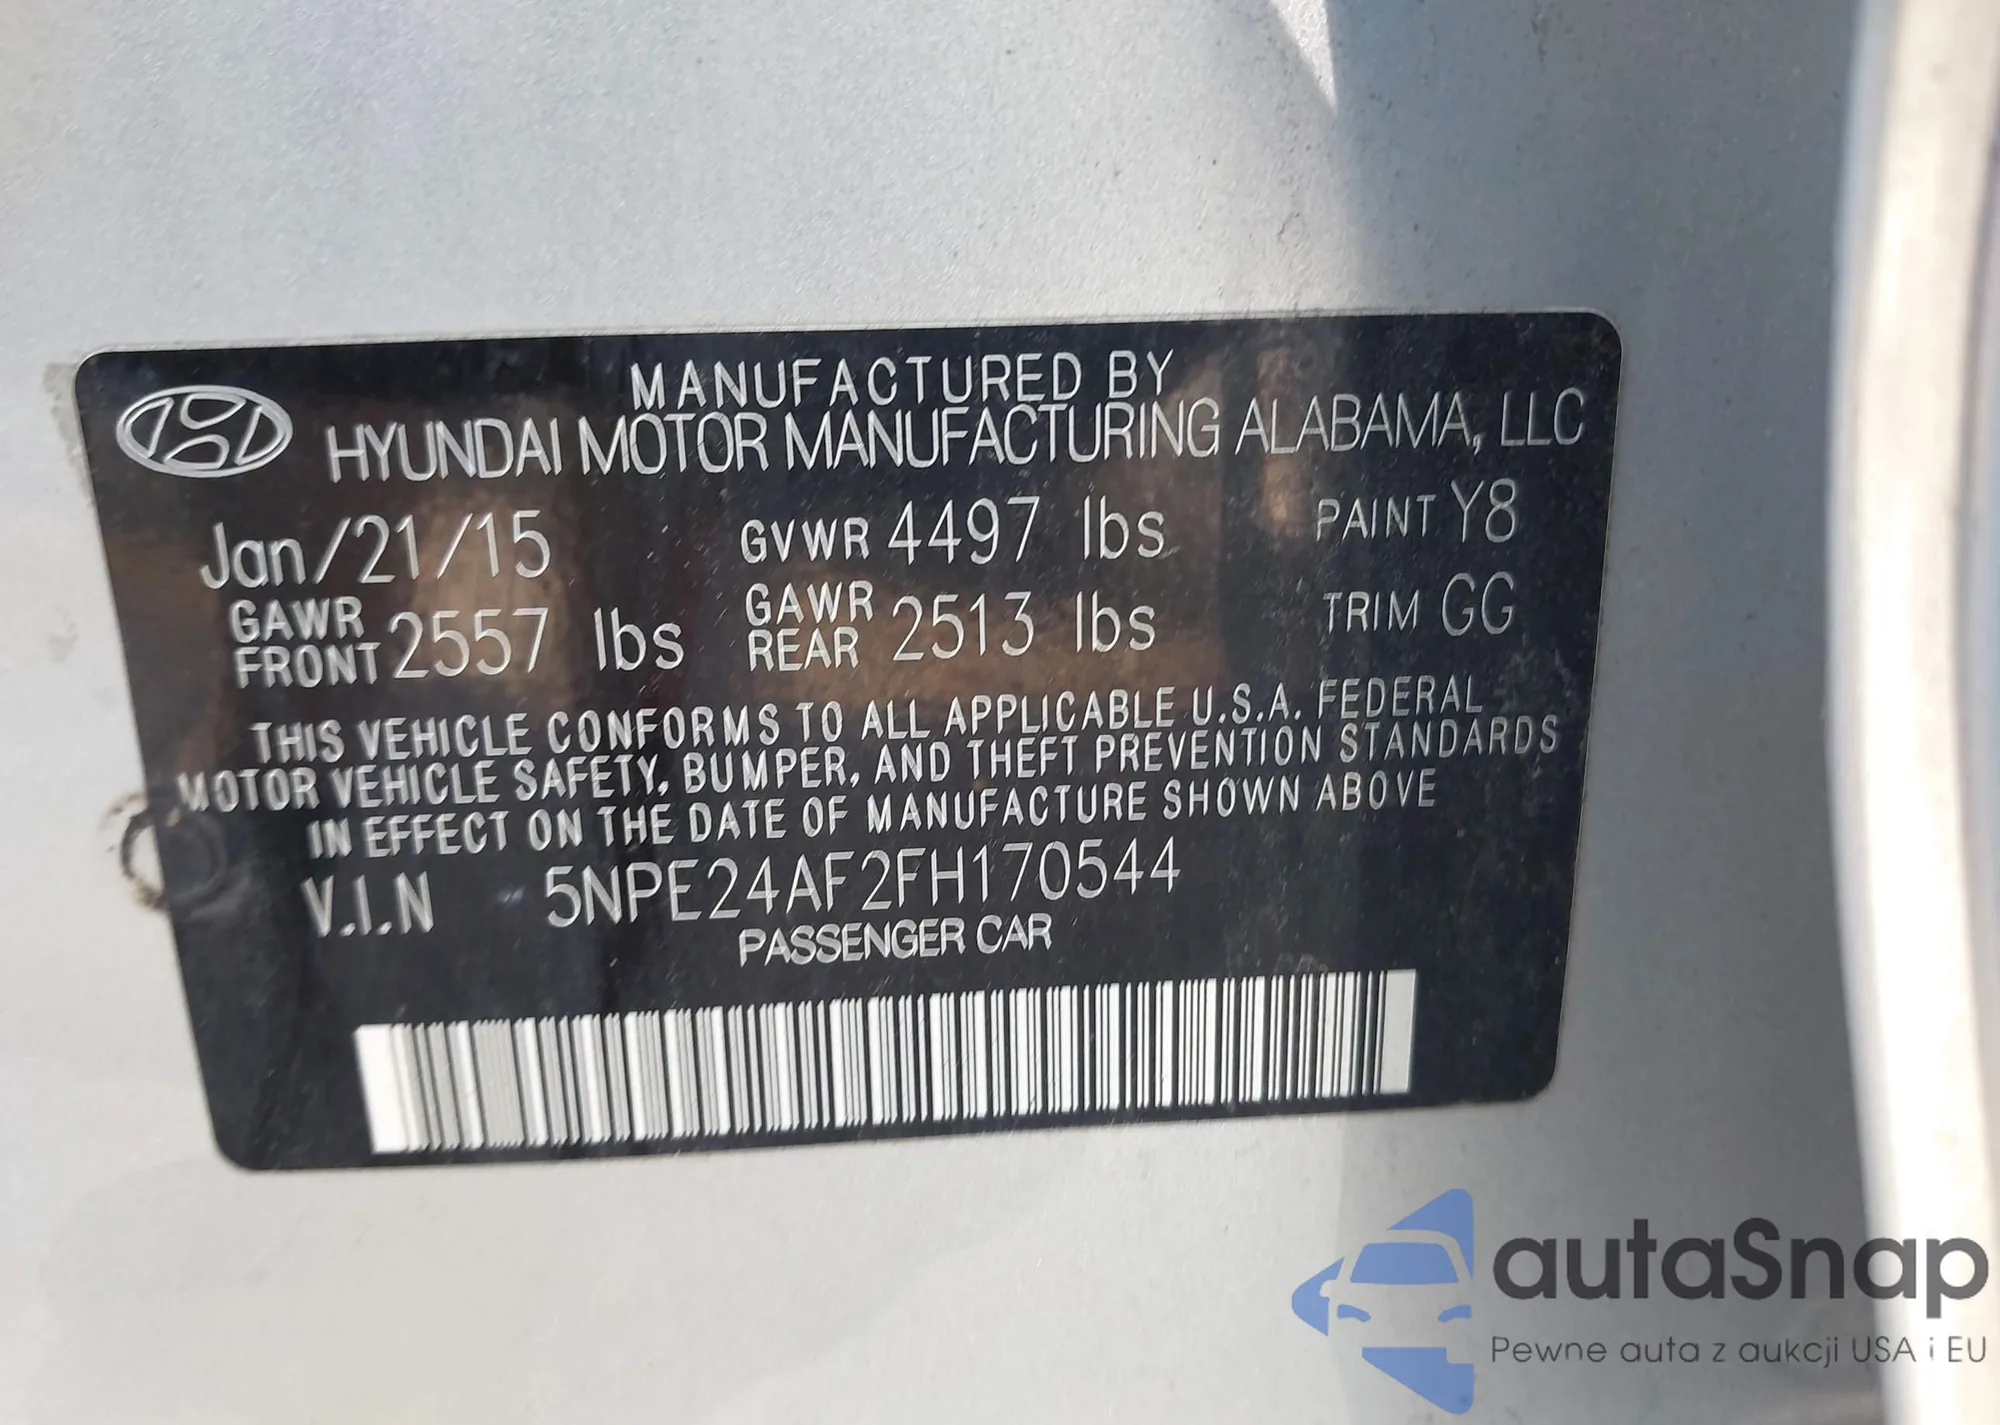 MANUFACTURED BY
HYUNDAI MOTOR MANUFACTURING ALABAMA, LLC
Jan/21/15 GVWR 4497 lbs PAINT Y8
GAWR FRONT 2557 lbs GAWR REAR 2513 lbs TRIM GG
THIS VEHICLE CONFORMS TO ALL APPLICABLE U.S.A. FEDERAL
MOTOR VEHICLE SAFETY, BUMPER, AND THEFT PREVENTION STANDARDS
IN EFFECT ON THE DATE OF MANUFACTURE SHOWN ABOVE
V.I.N 5NPE24AF2FH170544
PASSENGER CAR
autaSnap
Pewne auta z aukcji USA i EU